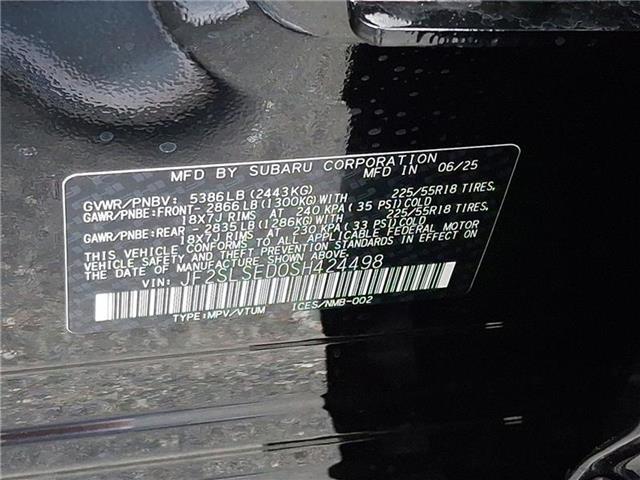 MFD BY SUBARU CORPORATION MFD IN 06/25
GVWR/PNBV: 5386LB (2443KG)
GAWR/PNBE:FRONT- 2866LB (1300KG)WITH 225/55R18 TIRES,
18X7J RIMS AT 240 KPA (35 PSI)COLD
GAWR/PNBE:REAR - 2835LB (1286KG)WITH 225/55R18 TIRES,
18X7J RIMS AT 230 KPA (33 PSI)COLD
THIS VEHICLE CONFORMS TO ALL APPLICABLE FEDERAL MOTOR
VEHICLE SAFETY AND THEFT PREVENTION STANDARDS IN EFFECT
ON THE DATE OF MANUFACTURE SHOWN ABOVE.
VIN: JF2SLSED0SH424498
TYPE:MPV/VTUM ICES/NMB-002